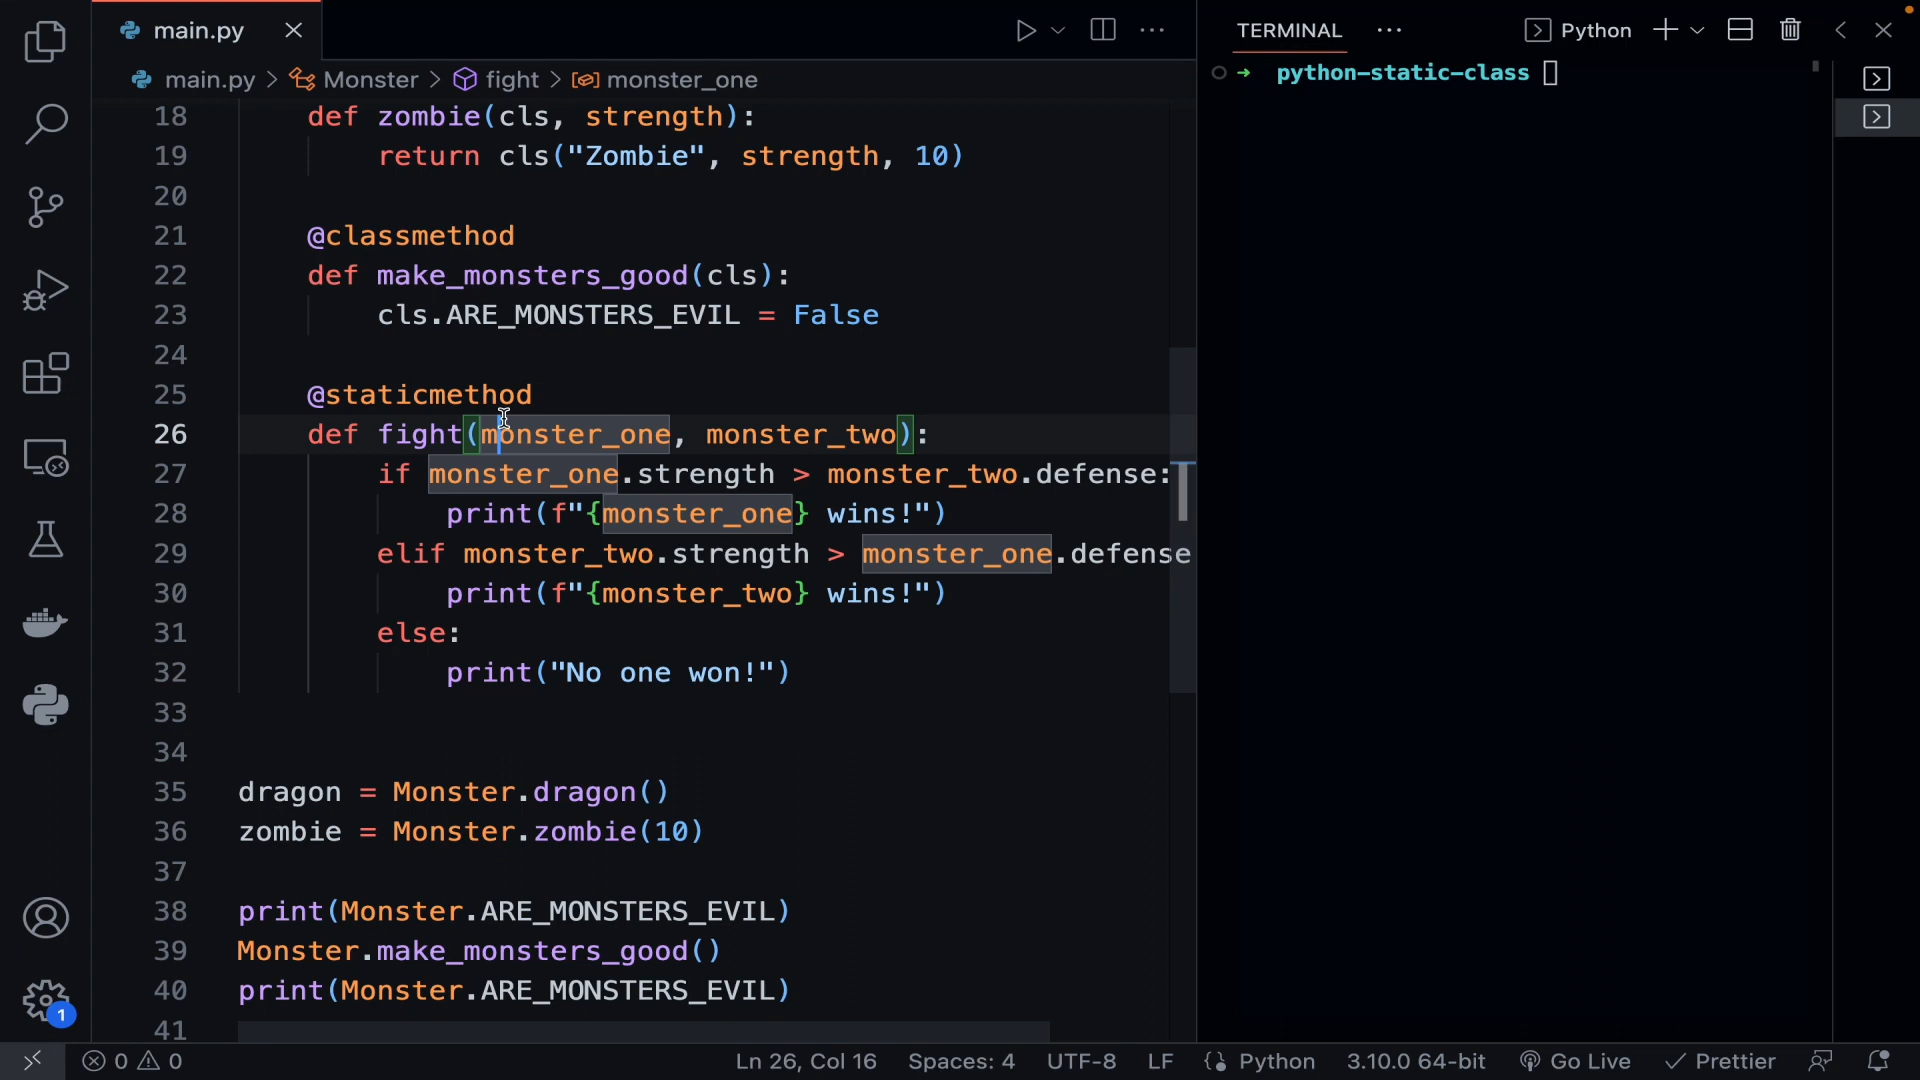 main.py
TERMINAL
Python
main.py > Monster > fight > monster_one
python-static-class
18 def zombie(cls, strength):
19 return cls("Zombie", strength, 10)
20
21 @classmethod
22 def make_monsters_good(cls):
23 cls.ARE_MONSTERS_EVIL = False
24
25 @staticmethod
26 def fight(monster_one, monster_two):
27 if monster_one.strength > monster_two.defense:
28 print(f"{monster_one} wins!")
29 elif monster_two.strength > monster_one.defense
30 print(f"{monster_two} wins!")
31 else:
32 print("No one won!")
33
34
35 dragon = Monster.dragon()
36 zombie = Monster.zombie(10)
37
38 print(Monster.ARE_MONSTERS_EVIL)
39 Monster.make_monsters_good()
40 print(Monster.ARE_MONSTERS_EVIL)
41
1
0 0 Ln 26, Col 16 Spaces: 4 UTF-8 LF Python 3.10.0 64-bit Go Live Prettier